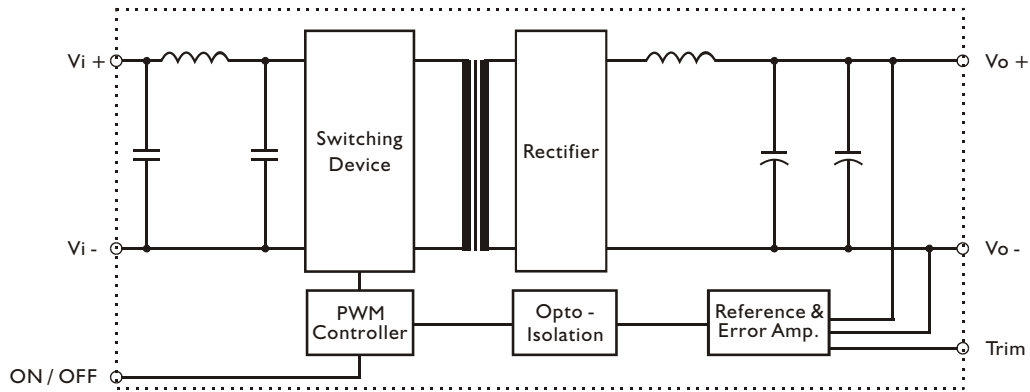 Vi +
Switching
Device
Rectifier
Vo +
Vi -
Vo -
PWM
Controller
Opto -
Isolation
Reference &
Error Amp.
Trim
ON / OFF